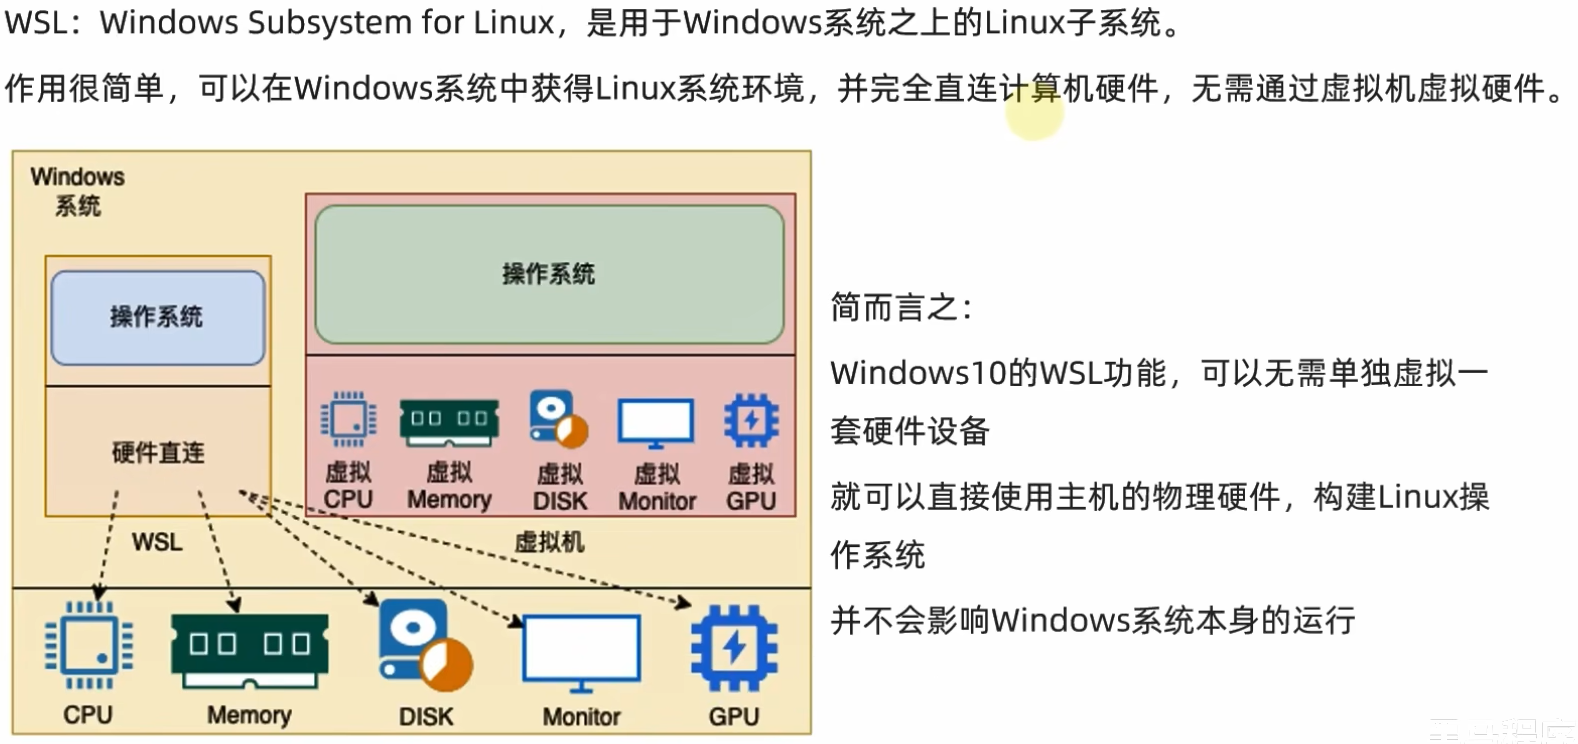 WSL：Windows Subsystem for Linux，是用于Windows系统之上的Linux子系统。
作用很简单，可以在Windows系统中获得Linux系统环境，并完全直连计算机硬件，无需通过虚拟机虚拟硬件。
Windows
系统
操作系统
硬件直连
WSL
操作系统
虚拟
CPU
虚拟
Memory
虚拟
DISK
虚拟
Monitor
虚拟
GPU
虚拟机
CPU
Memory
DISK
Monitor
GPU
简而言之：
Windows10的WSL功能，可以无需单独虚拟一
套硬件设备
就可以直接使用主机的物理硬件，构建Linux操
作系统
并不会影响Windows系统本身的运行